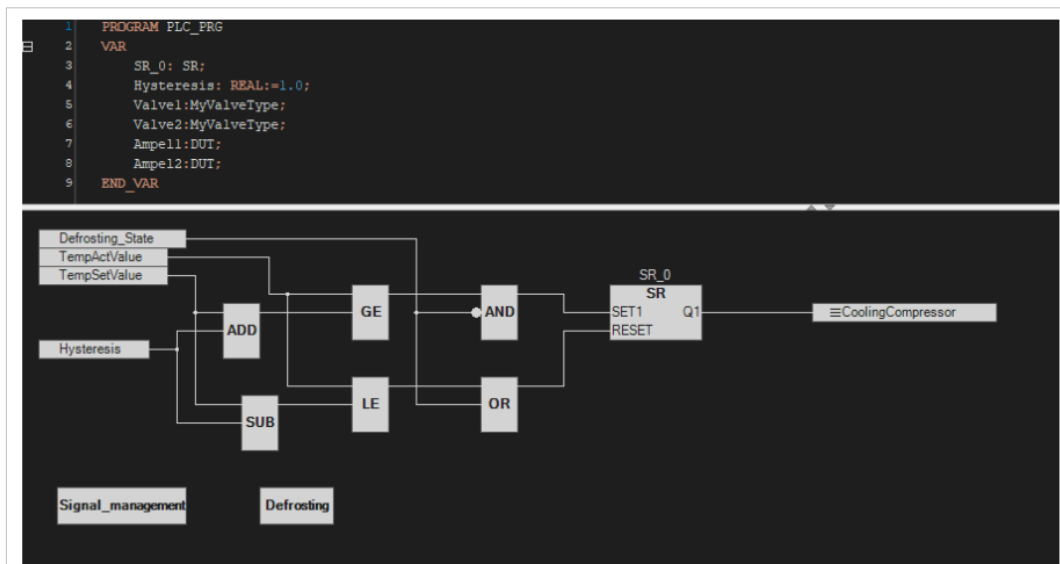 1 PROGRAM PLC_PRG
2 VAR
3 SR_0: SR;
4 Hysteresis: REAL:=1.0;
5 Valve1:MyValveType;
6 Valve2:MyValveType;
7 Ampel1:DUT;
8 Ampel2:DUT;
9 END_VAR
Defrosting_State
TempActValue
TempSetValue
Hysteresis
ADD
SUB
GE
LE
AND
OR
SR_0
SR
SET1 Q1
RESET
CoolingCompressor
Signal_management
Defrosting